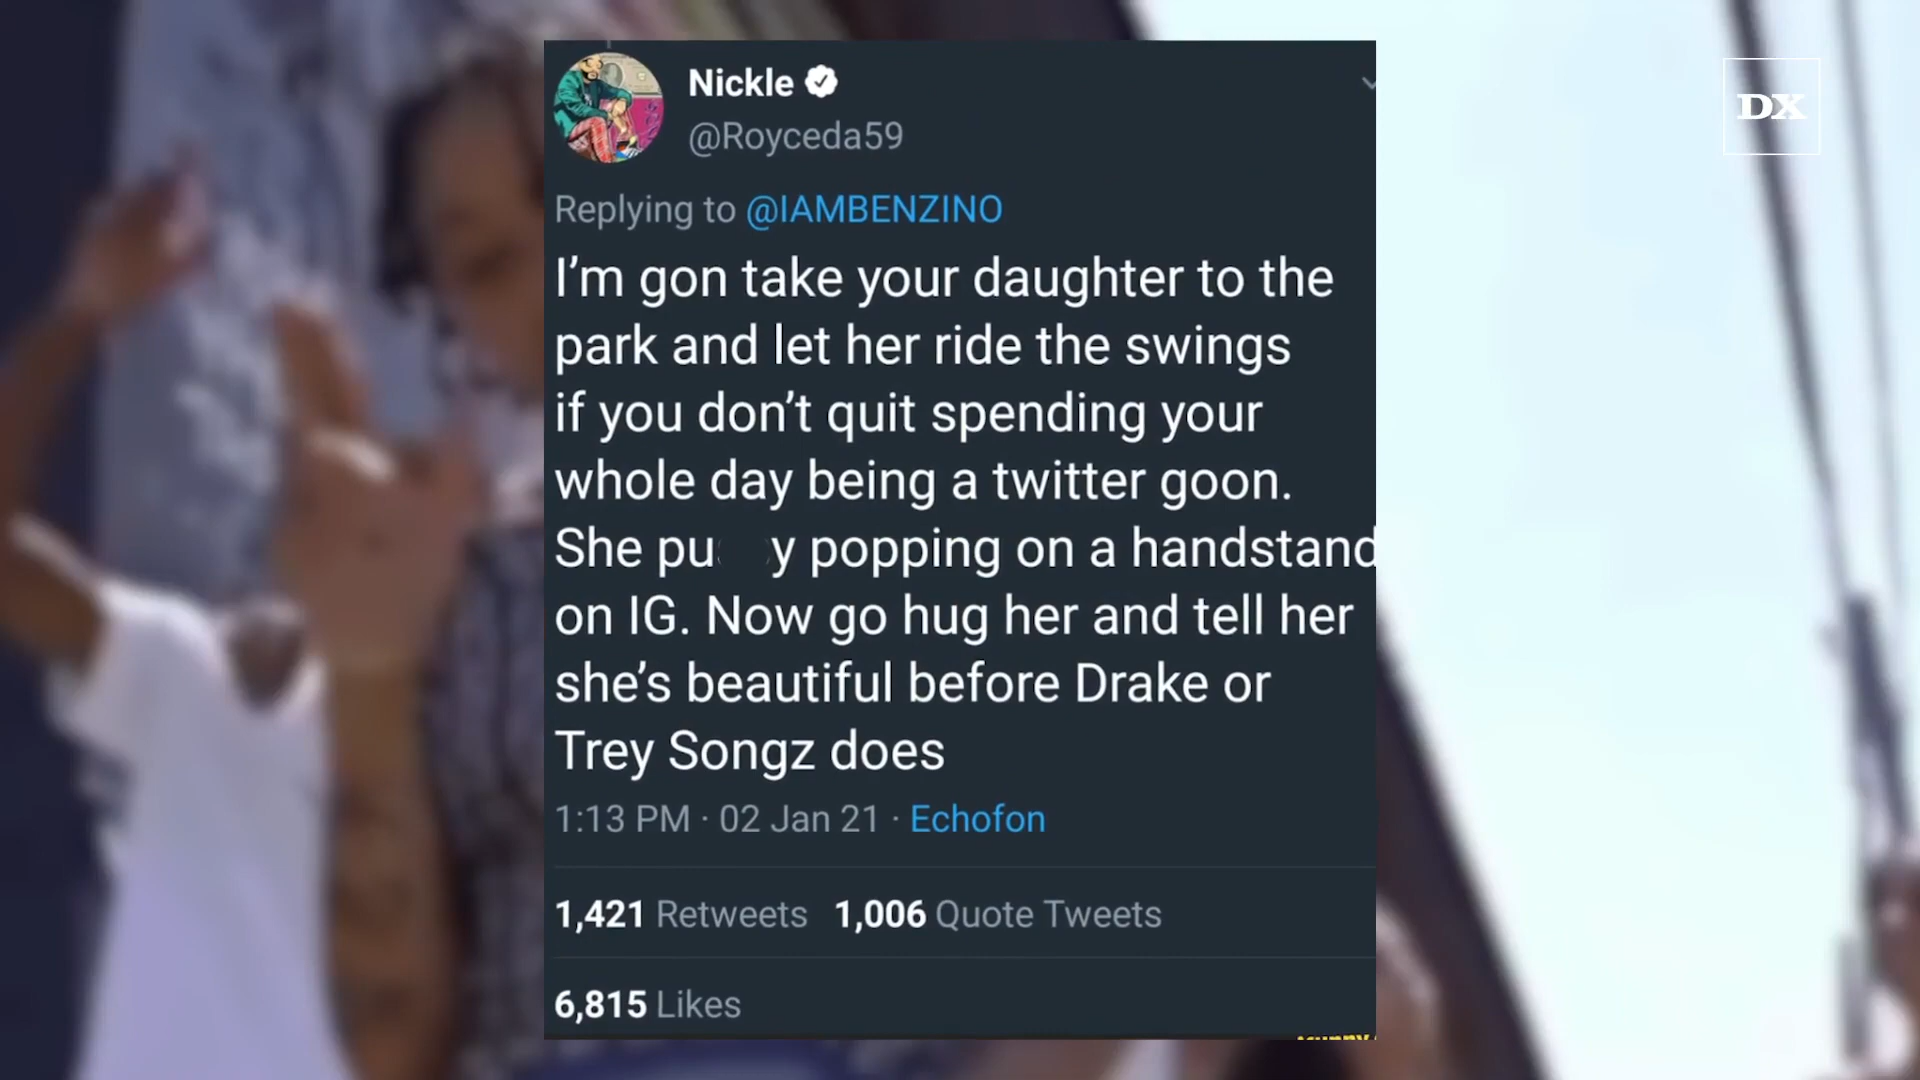 Nickle
DX
@Royceda59
Replying to @IAMBENZINO
I'm gon take your daughter to the
park and let her ride the swings
if you don't quit spending your
whole day being a twitter goon.
She pu y popping on a handstand
on IG. Now go hug her and tell her
she's beautiful before Drake or
Trey Songz does
1:13 PM · 02 Jan 21 · Echofon
1,421 Retweets 1,006 Quote Tweets
6,815 Likes